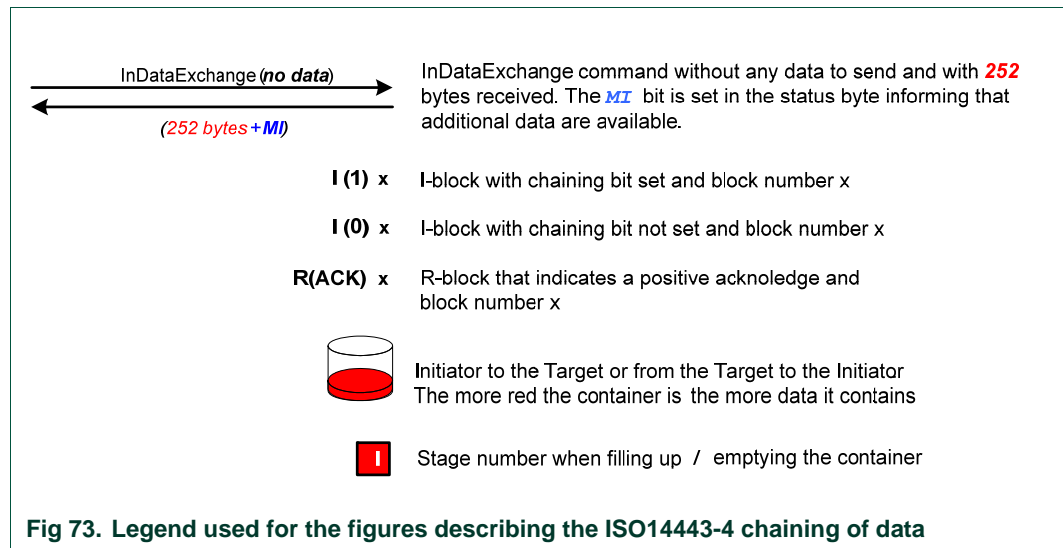 InDataExchange (no data)
(252 bytes + MI)
InDataExchange command without any data to send and with 252
bytes received. The MI bit is set in the status byte informing that
additional data are available.
I (1) x I-block with chaining bit set and block number x
I (0) x I-block with chaining bit not set and block number x
R(ACK) x R-block that indicates a positive acknoledge and
block number x
Initiator to the Target or from the Target to the Initiator
The more red the container is the more data it contains
I Stage number when filling up / emptying the container
Fig 73. Legend used for the figures describing the ISO14443-4 chaining of data